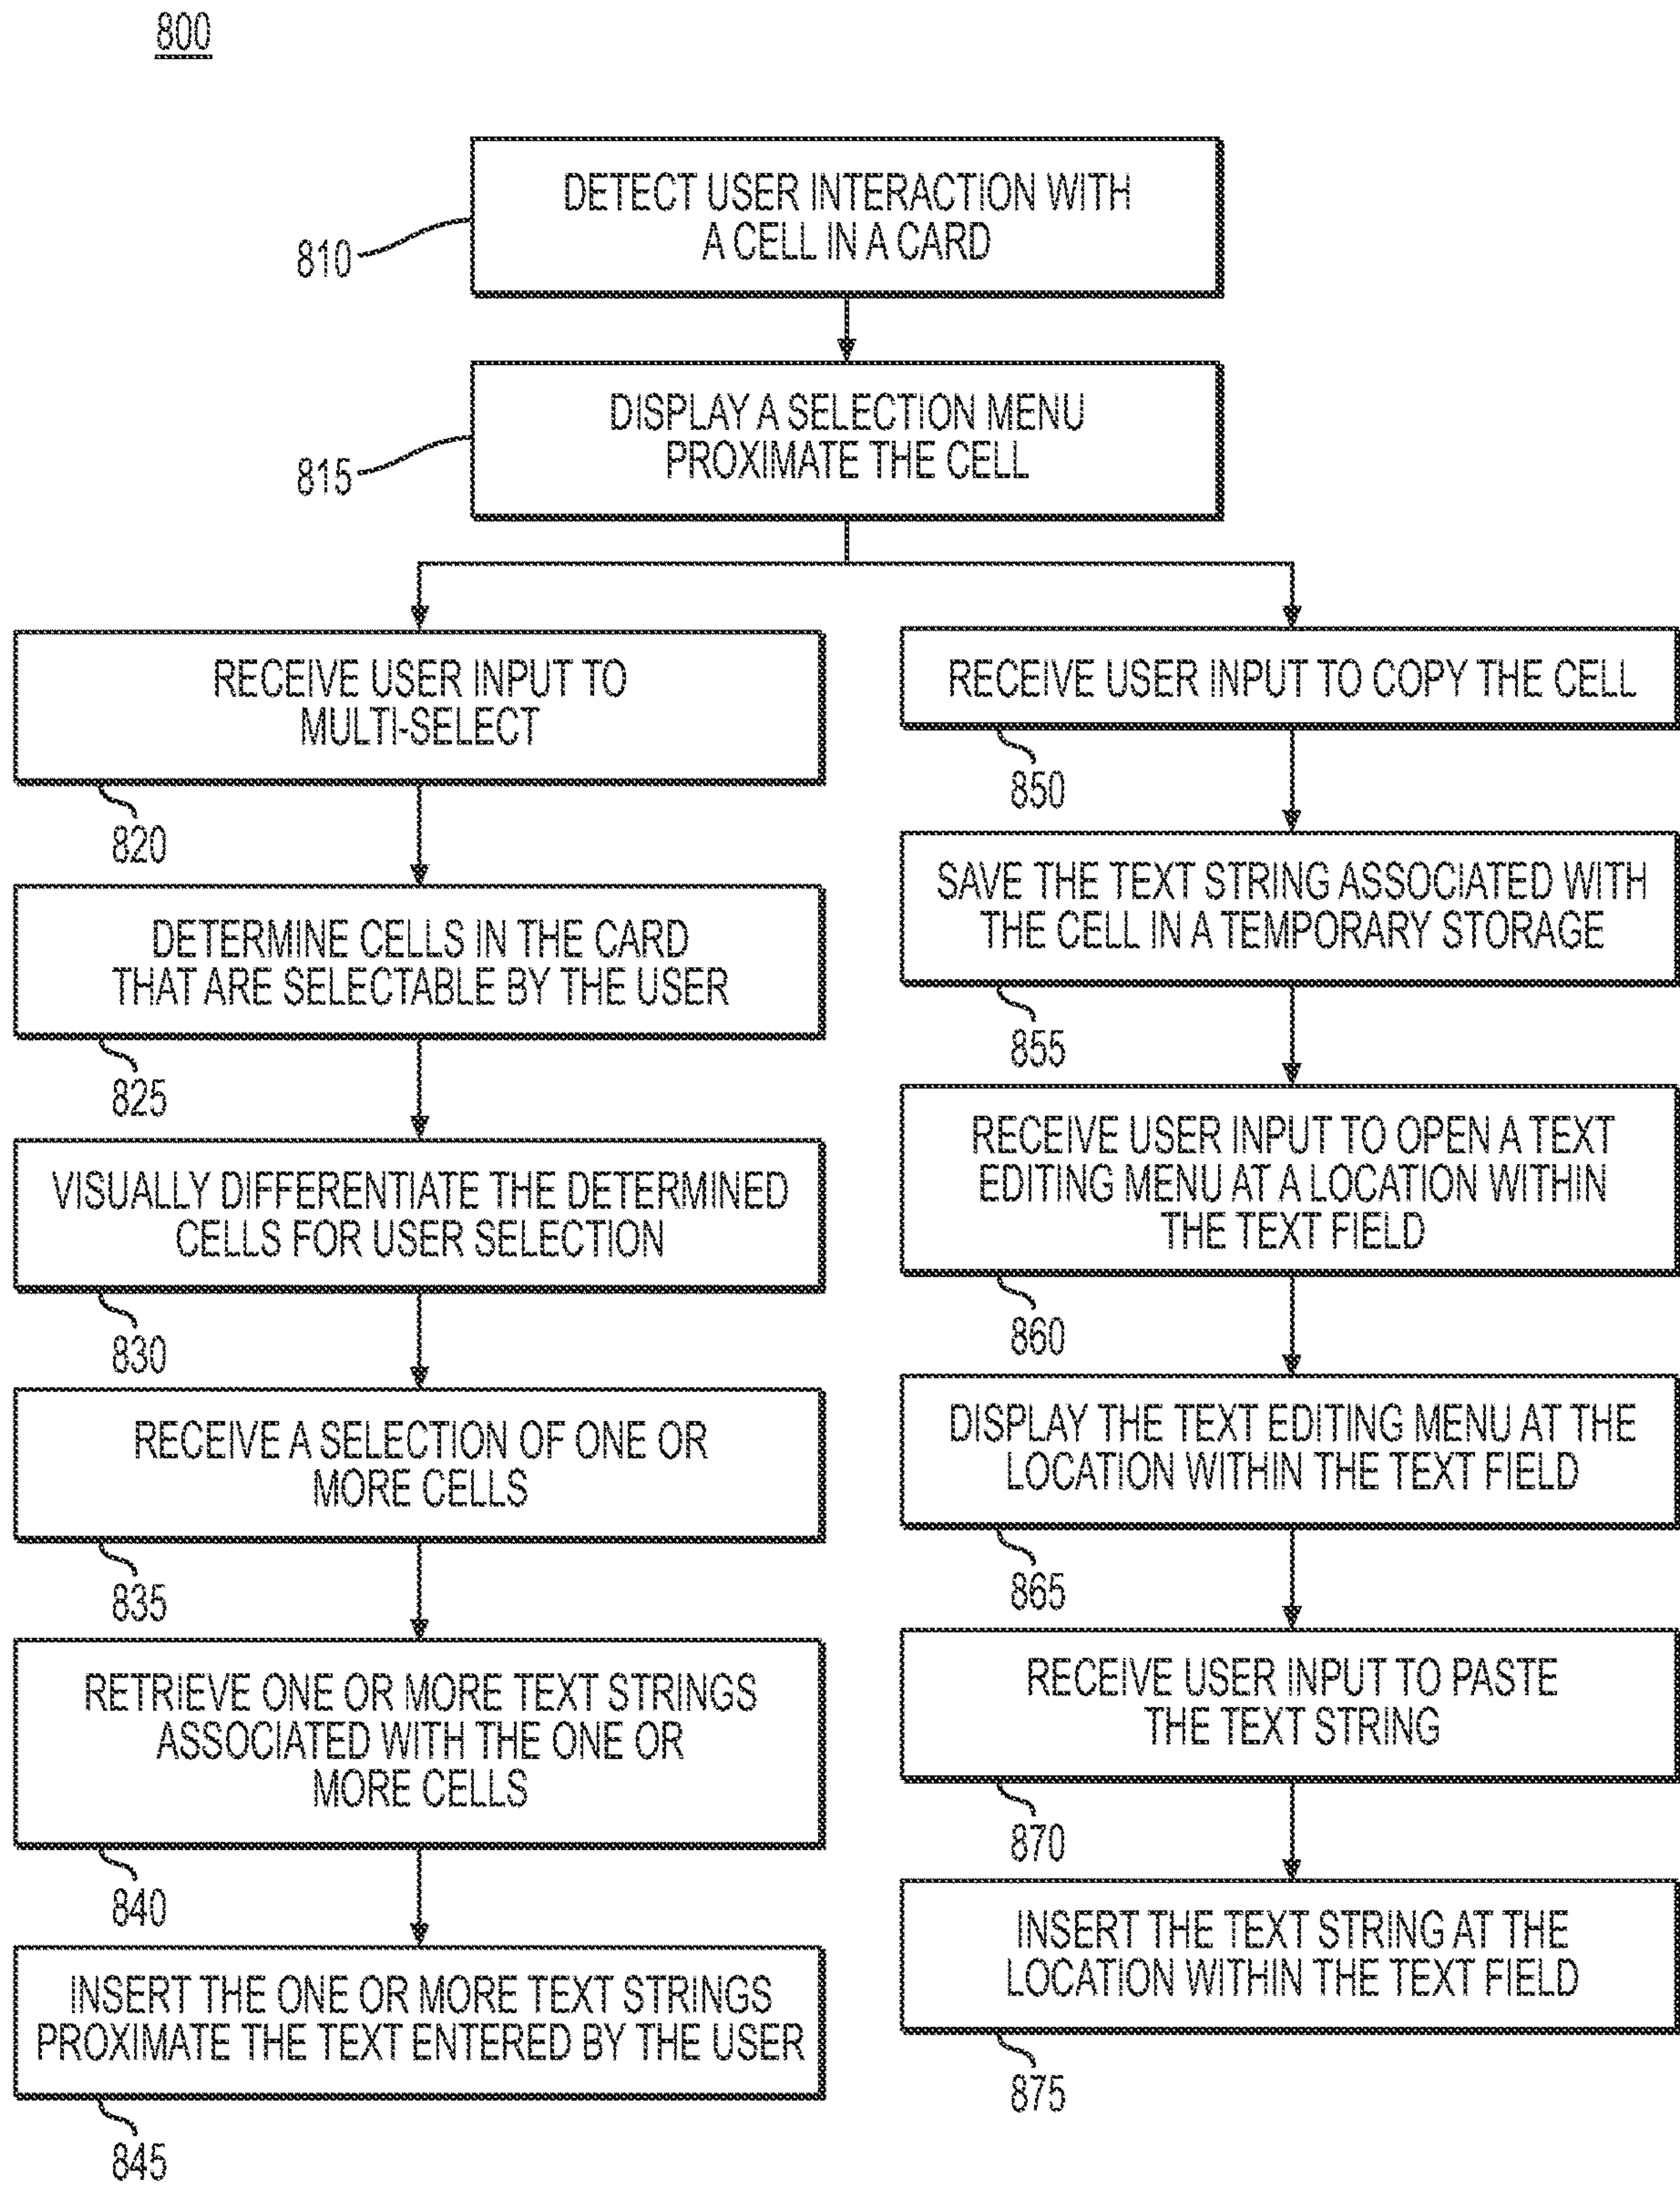 800
DETECT USER INTERACTION WITH
A CELL IN A CARD
810
DISPLAY A SELECTION MENU
PROXIMATE THE CELL
815
RECEIVE USER INPUT TO
MULTI-SELECT
820
DETERMINE CELLS IN THE CARD
THAT ARE SELECTABLE BY THE USER
825
VISUALLY DIFFERENTIATE THE DETERMINED
CELLS FOR USER SELECTION
830
RECEIVE A SELECTION OF ONE OR
MORE CELLS
835
RETRIEVE ONE OR MORE TEXT STRINGS
ASSOCIATED WITH THE ONE OR
MORE CELLS
840
INSERT THE ONE OR MORE TEXT STRINGS
PROXIMATE THE TEXT ENTERED BY THE USER
845
RECEIVE USER INPUT TO COPY THE CELL
850
SAVE THE TEXT STRING ASSOCIATED WITH
THE CELL IN A TEMPORARY STORAGE
855
RECEIVE USER INPUT TO OPEN A TEXT
EDITING MENU AT A LOCATION WITHIN
THE TEXT FIELD
860
DISPLAY THE TEXT EDITING MENU AT THE
LOCATION WITHIN THE TEXT FIELD
865
RECEIVE USER INPUT TO PASTE
THE TEXT STRING
870
INSERT THE TEXT STRING AT THE
LOCATION WITHIN THE TEXT FIELD
875